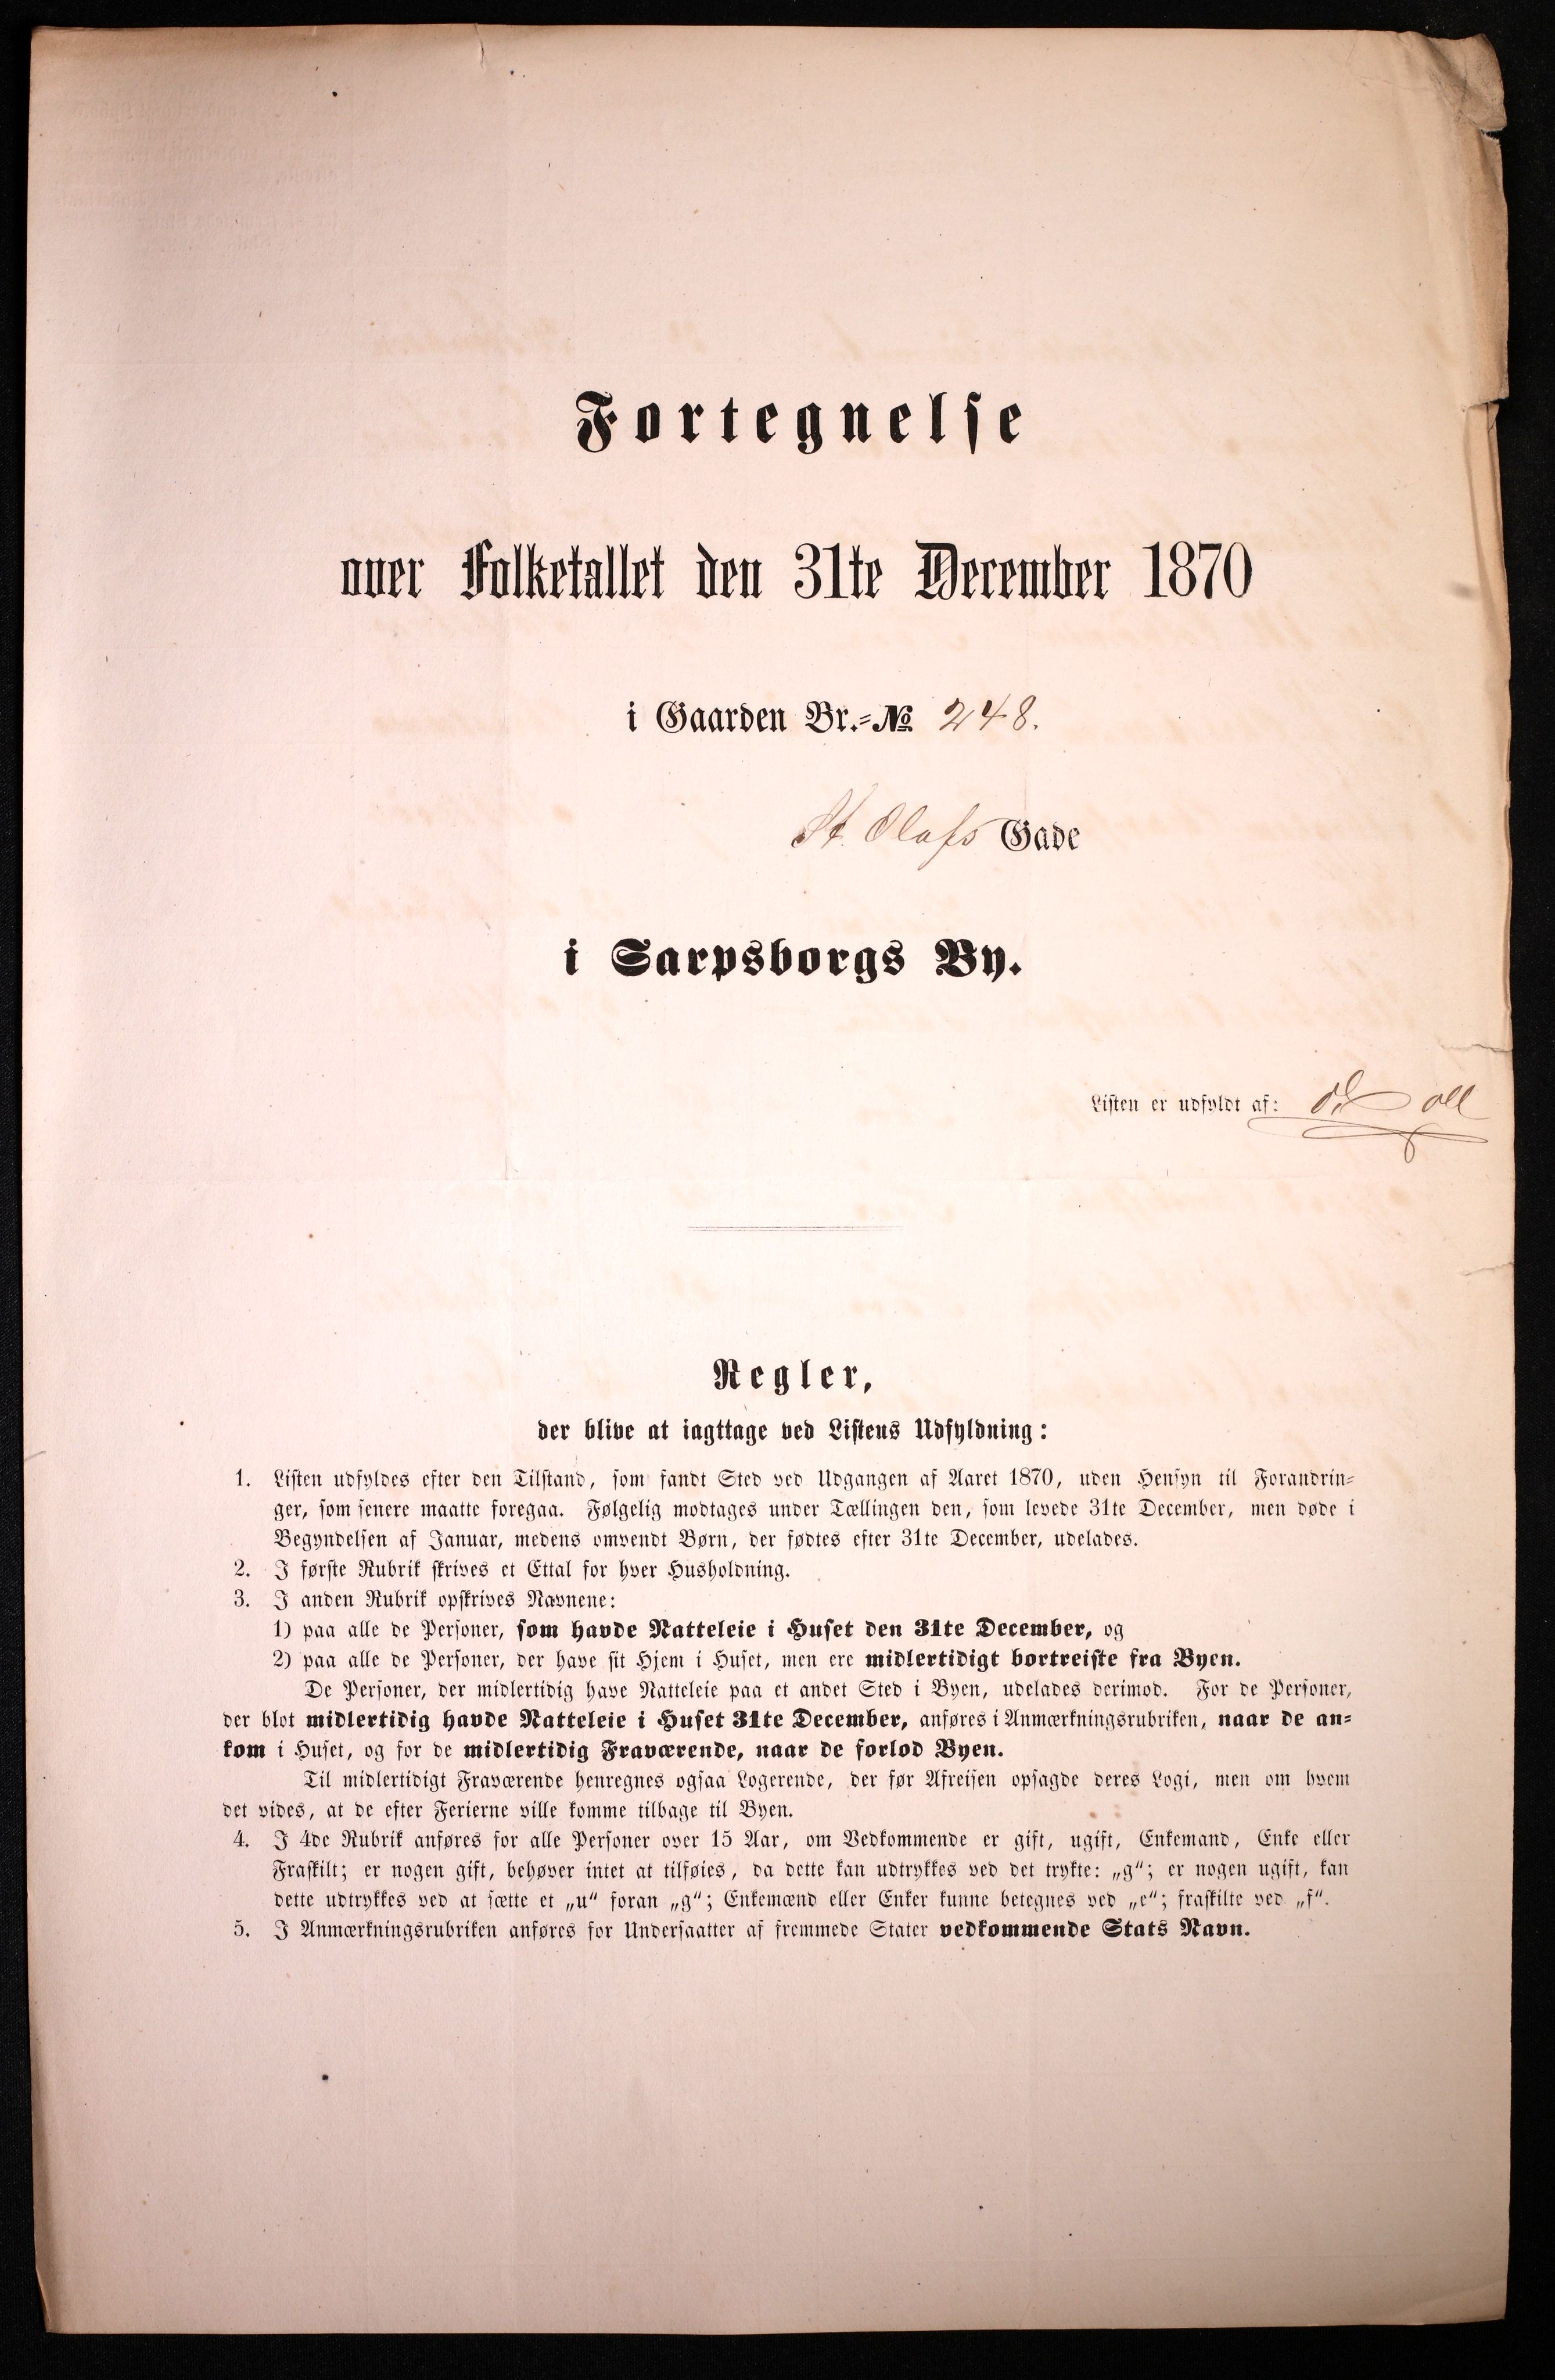 Fortegnelse
over Folketallet den 31te December 1870
i Gaarden Br.-№ 248.
St. Olafs Gade
i Sarpsborgs By.
Listen er udfyldt af:
Regler,
der blive at iagttage ved Listens Udfyldning:
1. Listen udfyldes efter den Tilstand, som fandt Sted ved Udgangen af Aaret 1870, uden Hensyn til Forandrin-
ger, som senere maatte foregaa. Følgelig modtages under Tællingen den, som levede 31te December, men døde i
Begyndelsen af Januar, medens omvendt Børn, der fødtes efter 31te December, udelades.
2. I første Rubrik skrives et Ettal for hver Husholdning.
3. I anden Rubrik opskrives Navnene:
1) paa alle de Personer, som havde Natteleie i Huset den 31te December, og
2) paa alle de Personer, der have sit Hjem i Huset, men ere midlertidigt bortreiste fra Byen.
De Personer, der midlertidig have Natteleie paa et andet Sted i Byen, udelades derimod. For de Personer,
der blot midlertidig havde Natteleie i Huset 31te December, anføres i Anmærkningsrubriken, naar de an-
kom i Huset, og for de midlertidig Fraværende, naar de forlod Byen.
Til midlertidigt Fraværende henregnes ogsaa Logerende, der før Afreisen opsagde deres Logi, men om hvem
det vides, at de efter Ferierne ville komme tilbage til Byen.
4. I 4de Rubrik anføres for alle Personer over 15 Aar, om Vedkommende er gift, ugift, Enkemand, Enke eller
Fraskilt; er nogen gift, behøver intet at tilføies, da dette kan udtrykkes ved det trykte: „g“; er nogen ugift, kan
dette udtrykkes ved at sætte et „u“ foran „g“; Enkemænd eller Enker kunne betegnes ved „e“; fraskilte ved „f“.
5. I Anmærkningsrubriken anføres for Undersaatter af fremmede Stater vedkommende Stats Navn.